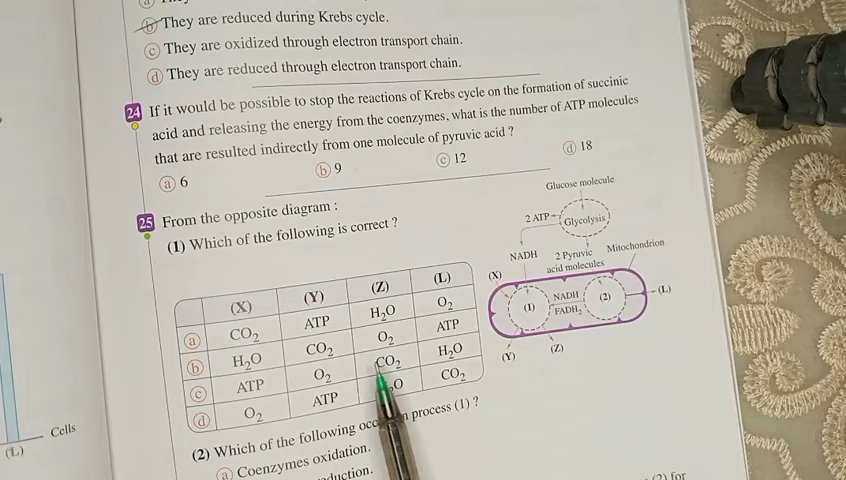 a
b They are reduced during Krebs cycle.
c They are oxidized through electron transport chain.
d They are reduced through electron transport chain.
24 If it would be possible to stop the reactions of Krebs cycle on the formation of succinic
acid and releasing the energy from the coenzymes, what is the number of ATP molecules
that are resulted indirectly from one molecule of pyruvic acid ?
a 6
b 9
c 12
d 18
25 From the opposite diagram :
(1) Which of the following is correct ?
(X) (Y) (Z) (L)
a CO₂ ATP H₂O O₂
b H₂O CO₂ O₂ ATP
c ATP O₂ CO₂ H₂O
d O₂ ATP O CO₂
Glucose molecule
2 ATP
Glycolysis
NADH
2 Pyruvic
acid molecules
Mitochondrion
(X)
(1)
NADH
FADH₂
(2)
(L)
(Y)
(Z)
(2) Which of the following process (1) ?
a Coenzymes oxidation.
Cells
(L)
(2) for